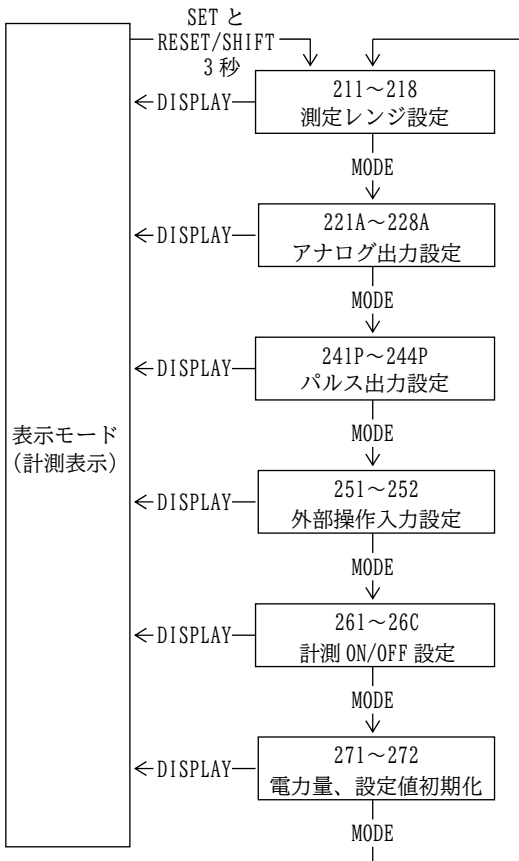 SET と
RESET/SHIFT
3 秒
211～218
測定レンジ設定
DISPLAY
MODE
221A～228A
アナログ出力設定
DISPLAY
MODE
241P～244P
パルス出力設定
DISPLAY
MODE
表示モード
(計測表示)
251～252
外部操作入力設定
DISPLAY
MODE
261～26C
計測 ON/OFF 設定
DISPLAY
MODE
271～272
電力量、設定値初期化
DISPLAY
MODE